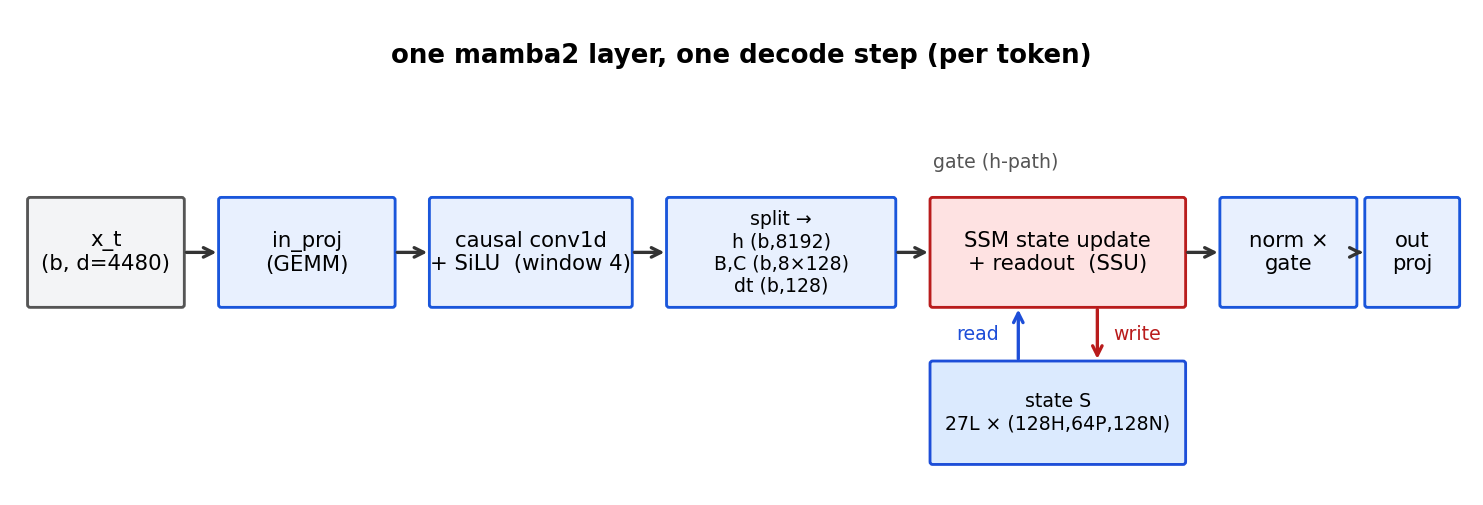 one mamba2 layer, one decode step (per token)
gate (h-path)
x_t
(b, d=4480)
in_proj
(GEMM)
causal conv1d
+ SiLU  (window 4)
split →
h (b,8192)
B,C (b,8×128)
dt (b,128)
SSM state update
+ readout  (SSU)
norm ×
gate
out
proj
read
write
state S
27L × (128H,64P,128N)